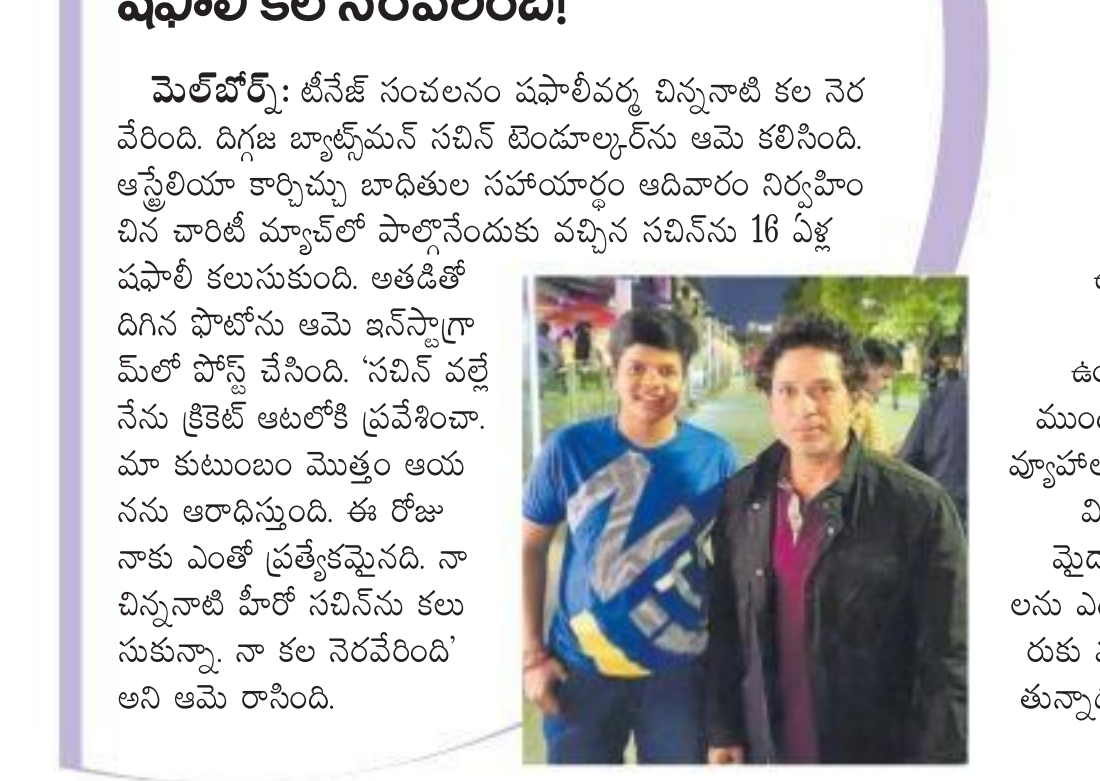 షఫాలీ కల నెరవేరింది!
మెల్‌బోర్న్: టీనేజ్ సంచలనం షఫాలీవర్మ చిన్ననాటి కల నెర
వేరింది. దిగ్గజ బ్యాట్స్‌మన్ సచిన్ టెండూల్కర్‌ను ఆమె కలిసింది.
ఆస్ట్రేలియా కార్చిచ్చు బాధితుల సహాయార్థం ఆదివారం నిర్వహిం
చిన చారిటీ మ్యాచ్‌లో పాల్గొనేందుకు వచ్చిన సచిన్‌ను 16 ఏళ్ల
షఫాలీ కలుసుకుంది. అతడితో
దిగిన ఫొటోను ఆమె ఇన్‌స్టాగ్రా
మ్‌లో పోస్ట్ చేసింది. ‘సచిన్ వల్లే
నేను క్రికెట్ ఆటలోకి ప్రవేశించా.
మా కుటుంబం మొత్తం ఆయ
నను ఆరాధిస్తుంది. ఈ రోజు
నాకు ఎంతో ప్రత్యేకమైనది. నా
చిన్ననాటి హీరో సచిన్‌ను కలు
సుకున్నా. నా కల నెరవేరింది’
అని ఆమె రాసింది.
లను
రుకు